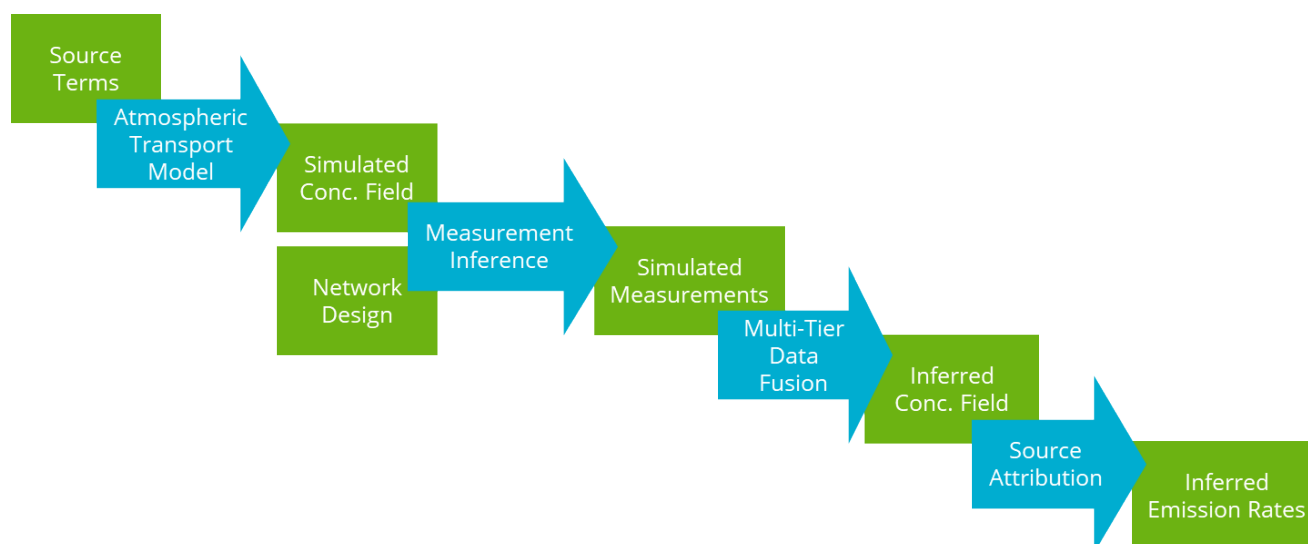 Source
Terms
Atmospheric
Transport
Model
Simulated
Conc. Field
Network
Design
Measurement
Inference
Simulated
Measurements
Multi-Tier
Data
Fusion
Inferred
Conc. Field
Source
Attribution
Inferred
Emission Rates